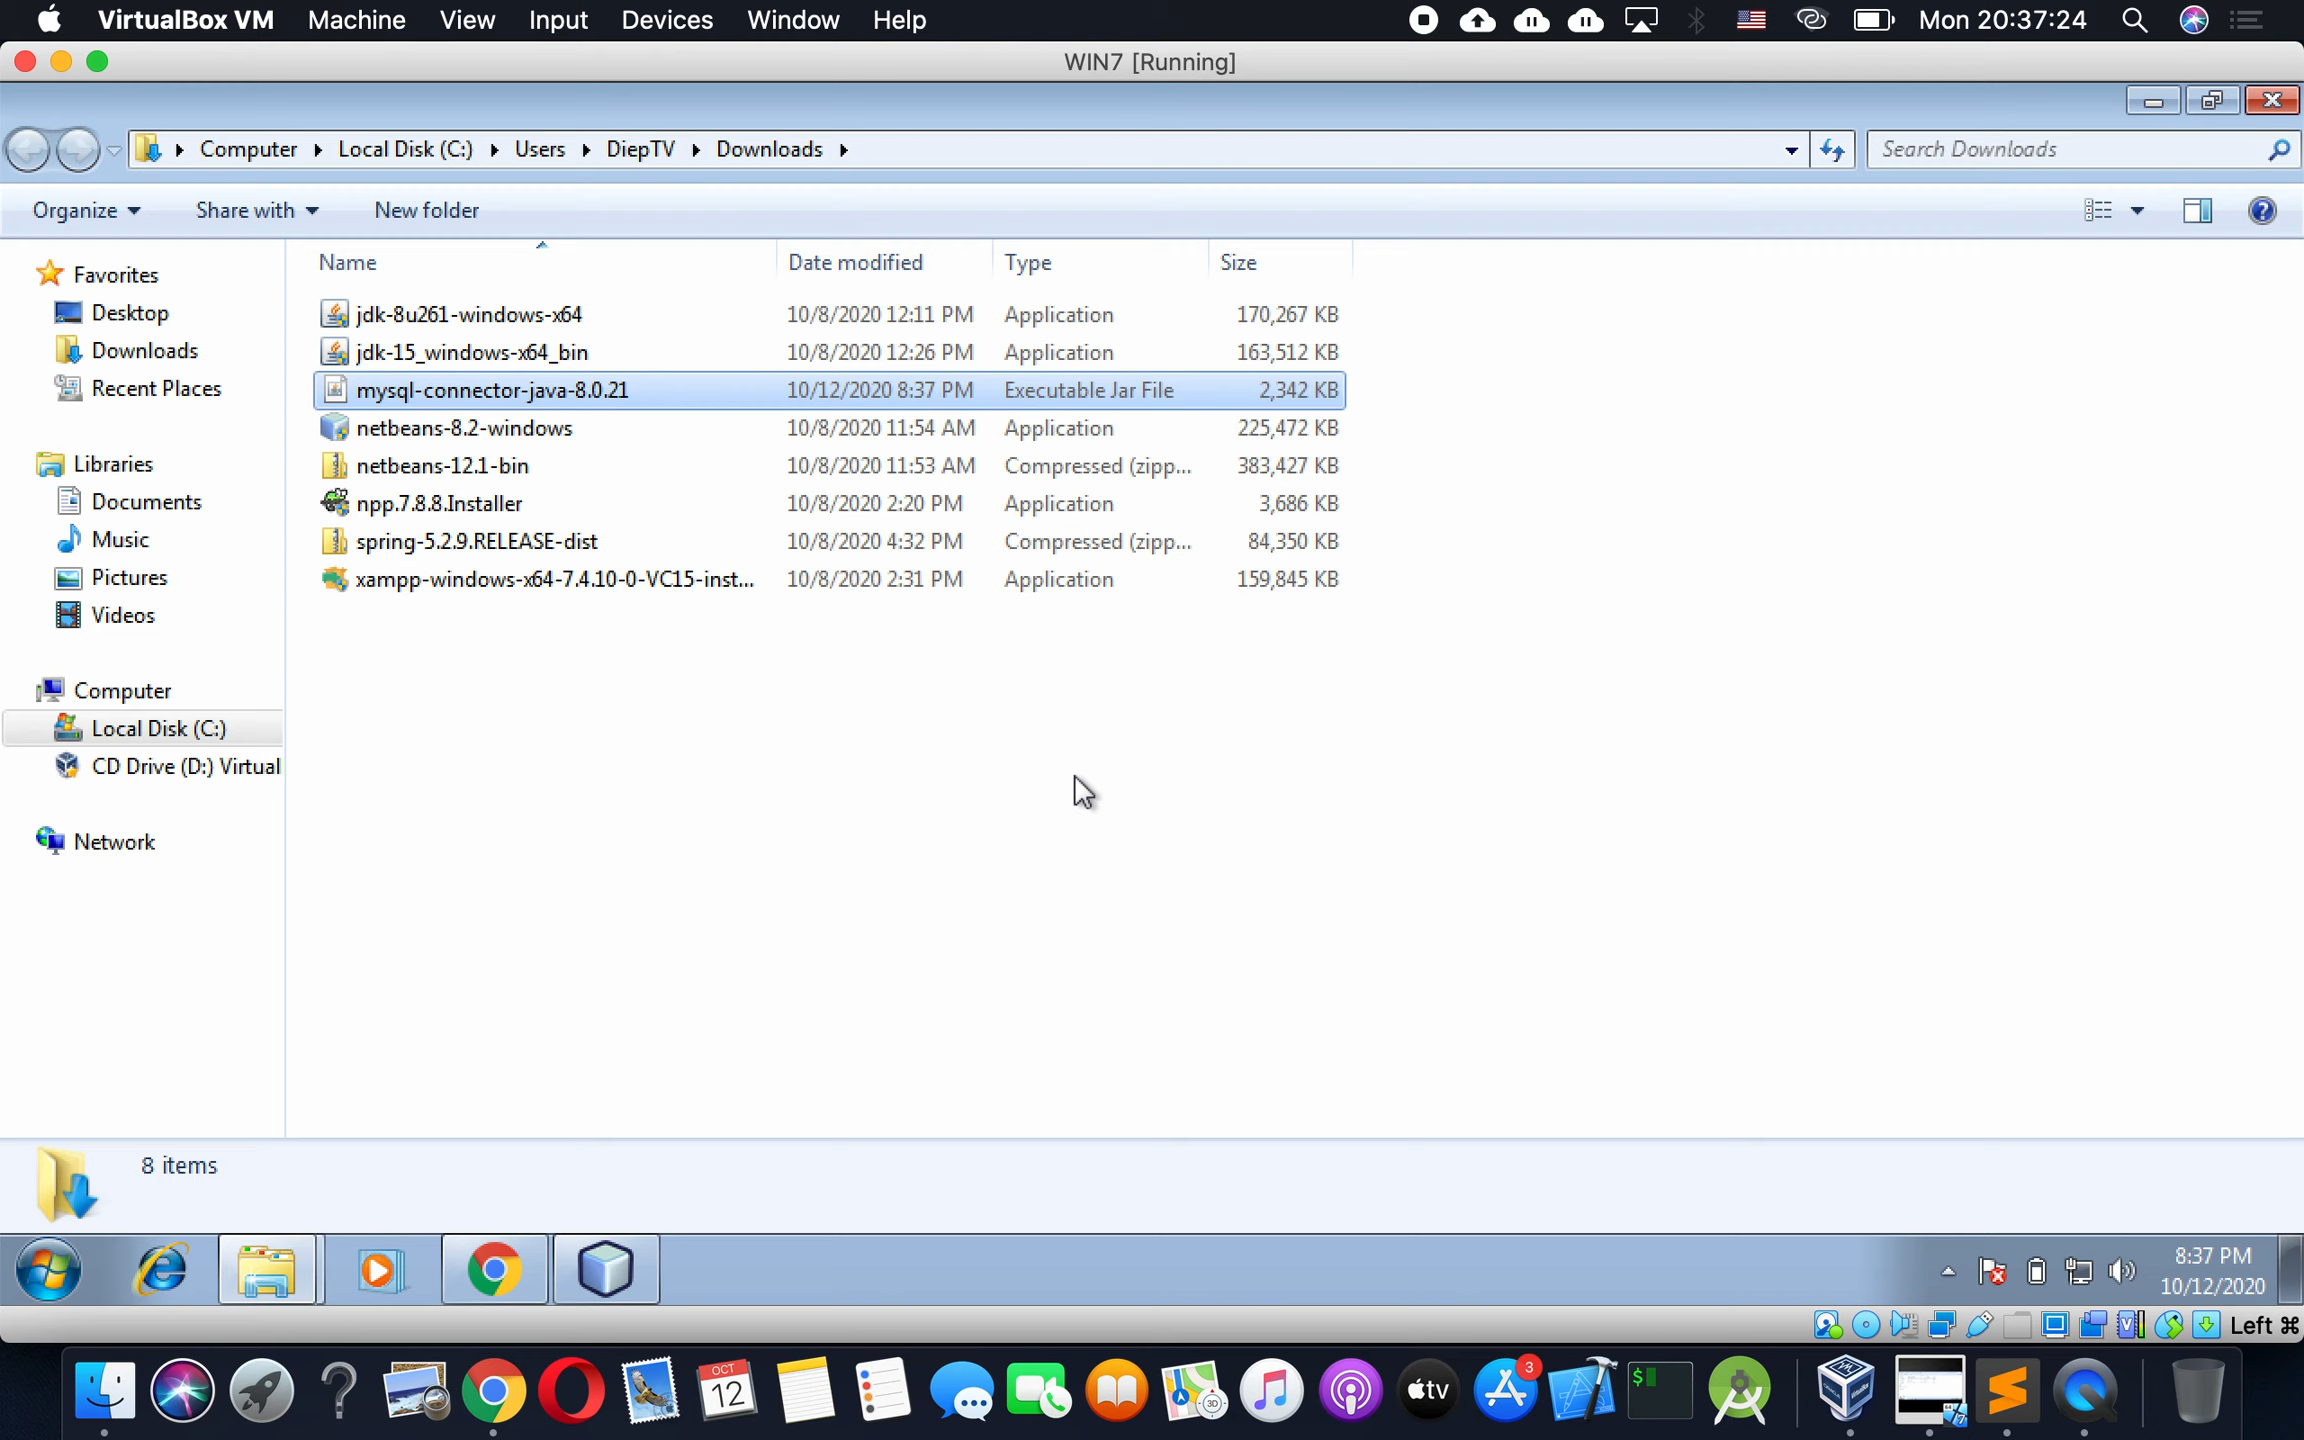 VirtualBox VM Machine View Input Devices Window Help Mon 20:37:24
WIN7 [Running]
Computer Local Disk (C:) Users DiepTV Downloads Search Downloads
Organize Share with New folder
Name Date modified Type Size
Favorites
Desktop
Downloads
Recent Places
Libraries
Documents
Music
Pictures
Videos
Computer
Local Disk (C:)
CD Drive (D:) Virtual
Network
jdk-8u261-windows-x64 10/8/2020 12:11 PM Application 170,267 KB
jdk-15_windows-x64_bin 10/8/2020 12:26 PM Application 163,512 KB
mysql-connector-java-8.0.21 10/12/2020 8:37 PM Executable Jar File 2,342 KB
netbeans-8.2-windows 10/8/2020 11:54 AM Application 225,472 KB
netbeans-12.1-bin 10/8/2020 11:53 AM Compressed (zipp... 383,427 KB
npp.7.8.8.Installer 10/8/2020 2:20 PM Application 3,686 KB
spring-5.2.9.RELEASE-dist 10/8/2020 4:32 PM Compressed (zipp... 84,350 KB
xampp-windows-x64-7.4.10-0-VC15-inst... 10/8/2020 2:31 PM Application 159,845 KB
8 items
8:37 PM
10/12/2020
Left ⌘
OCT
12
3D
tv
3
$